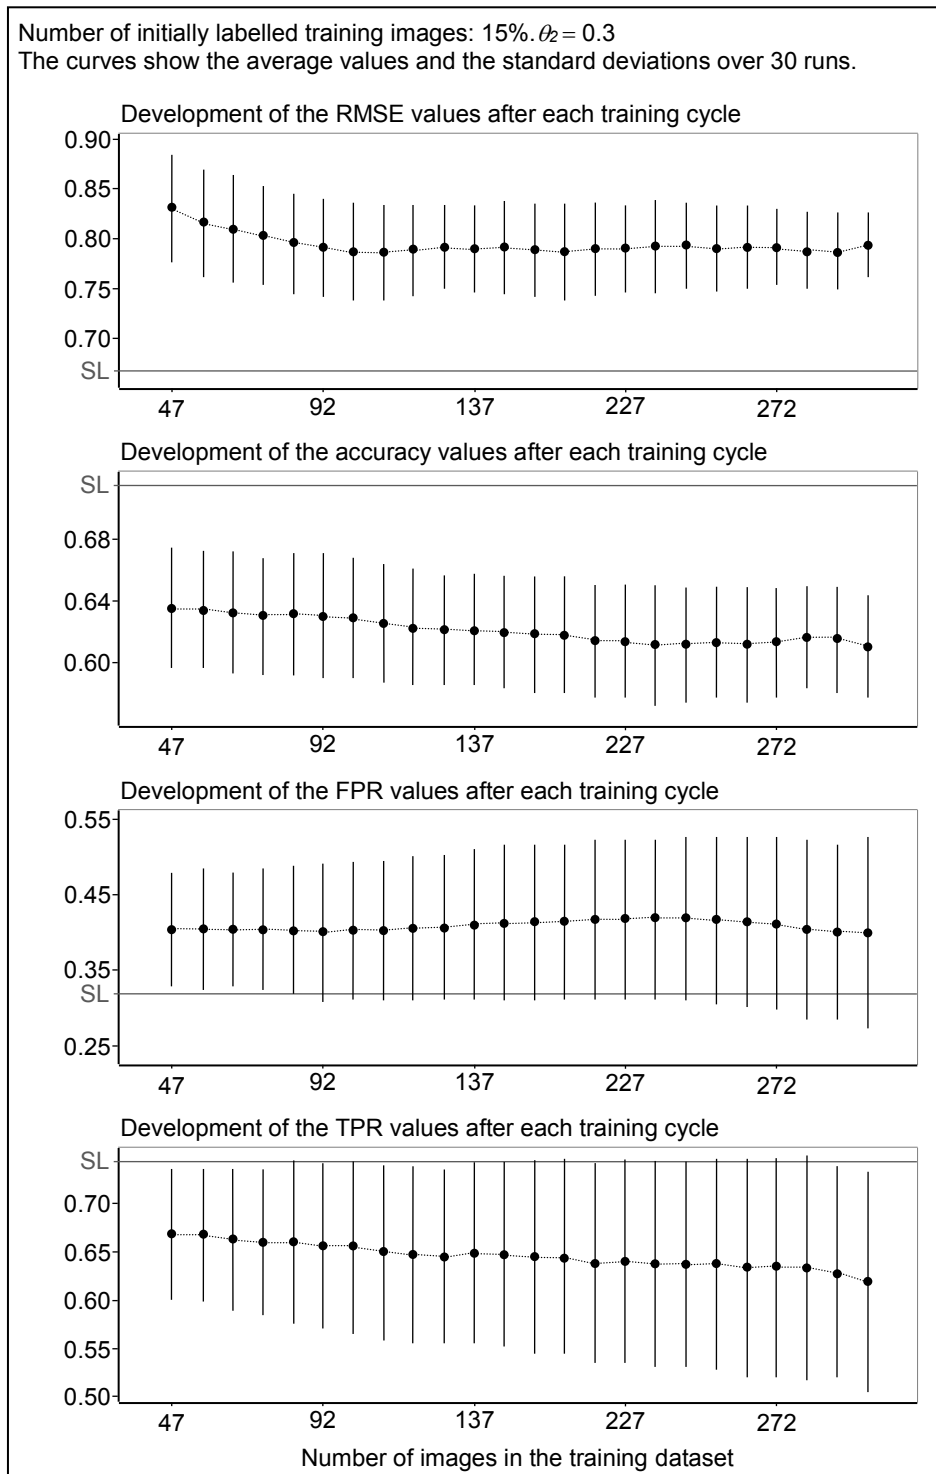 Number of initially labelled training images: 15%. θ2 = 0.3
The curves show the average values and the standard deviations over 30 runs.
Development of the RMSE values after each training cycle
0.90
0.85
0.80
0.75
0.70
SL
47 92 137 227 272
Development of the accuracy values after each training cycle
SL
0.68
0.64
0.60
47 92 137 227 272
Development of the FPR values after each training cycle
0.55
0.45
0.35
SL
0.25
47 92 137 227 272
Development of the TPR values after each training cycle
SL
0.70
0.65
0.60
0.55
0.50
47 92 137 227 272
Number of images in the training dataset